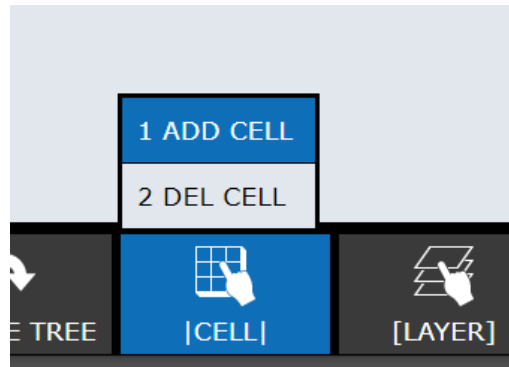 1 ADD CELL
2 DEL CELL
E TREE
|CELL|
[LAYER]